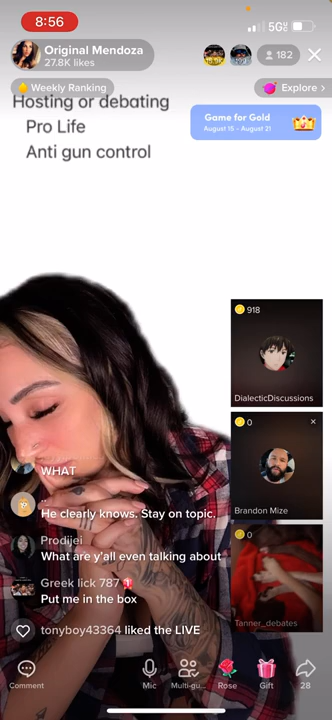 8:56
5G
Original Mendoza
27.8K likes
182
Weekly Ranking
Explore >
Hosting or debating
Pro Life
Anti gun control
Game for Gold
August 15 – August 21
918
DialecticDiscussions
0
Brandon Mize
0
Tanner_debates
WHAT
He clearly knows. Stay on topic.
Prodijei
What are y'all even talking about
Greek lick 787
Put me in the box
tonyboy43364 liked the LIVE
Comment
Mic
Multi-gu...
Rose
Gift
28